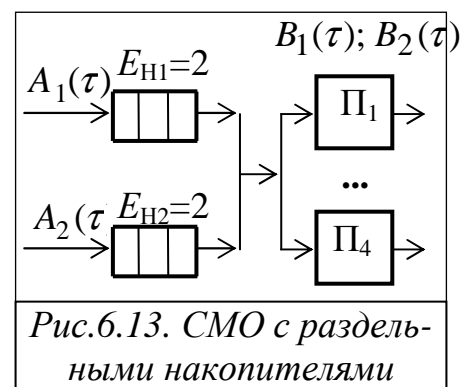 B₁(τ); B₂(τ)
A₁(τ)
Eн₁=2
П₁
...
A₂(τ
Eн₂=2
П₄
Рис.6.13. СМО с раздель-
ными накопителями